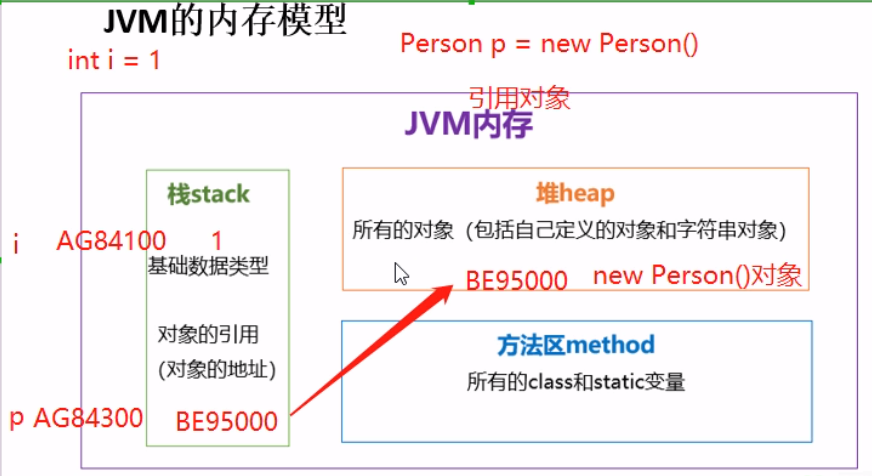 JVM的内存模型
int i = 1
Person p = new Person()
引用对象
JVM内存
栈stack
堆heap
所有的对象（包括自己定义的对象和字符串对象）
i AG84100 1
基础数据类型
BE95000 new Person()对象
对象的引用
（对象的地址）
方法区method
所有的class和static变量
p AG84300 BE95000